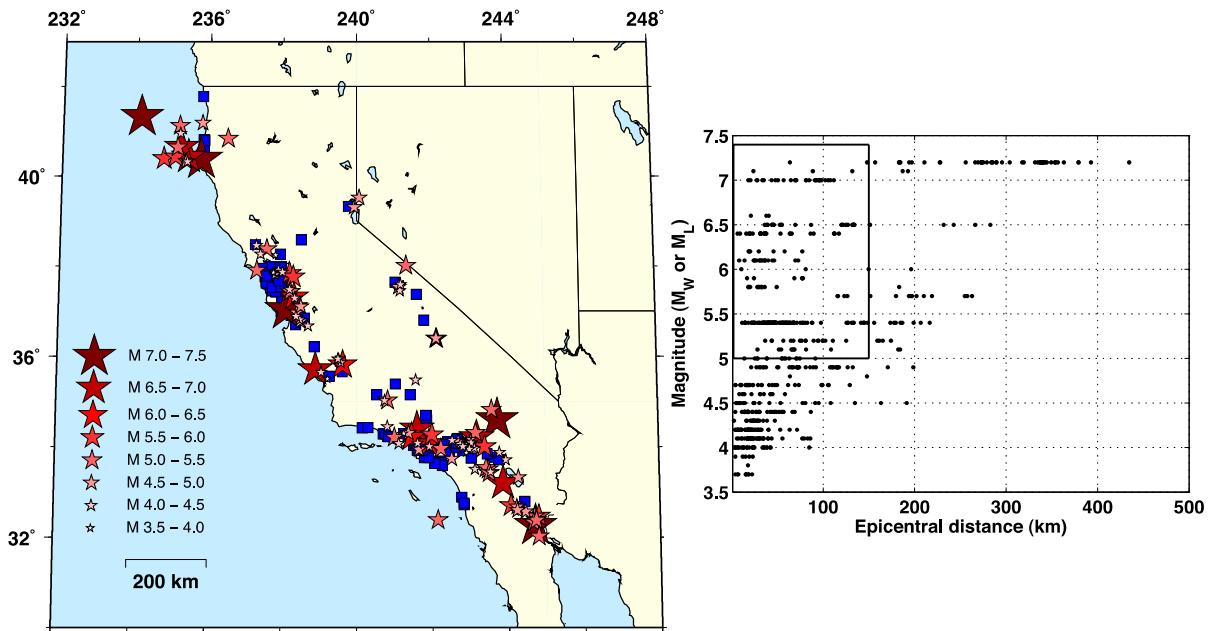 232˚ 236˚ 240˚ 244˚ 248˚
40˚
36˚
32˚
M 7.0 – 7.5
M 6.5 – 7.0
M 6.0 – 6.5
M 5.5 – 6.0
M 5.0 – 5.5
M 4.5 – 5.0
M 4.0 – 4.5
M 3.5 – 4.0
200 km
Magnitude (M_W or M_L)
7.5
7
6.5
6
5.5
5
4.5
4
3.5
100 200 300 400 500
Epicentral distance (km)